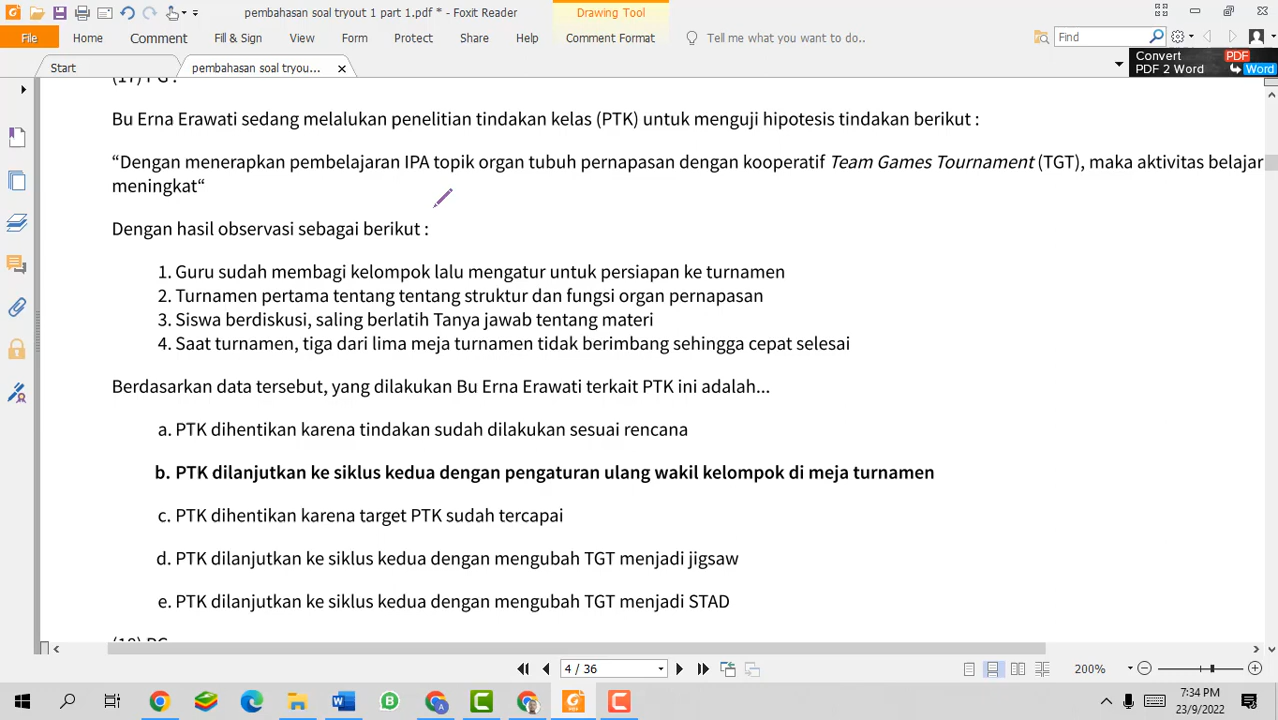 pembahasan soal tryout 1 part 1.pdf * - Foxit Reader
Drawing Tool
File Home Comment Fill & Sign View Form Protect Share Help Comment Format Tell me what you want to do.. Find
Start pembahasan soal tryou...
Convert PDF
PDF 2 Word Word
(17) PG :
Bu Erna Erawati sedang melalukan penelitian tindakan kelas (PTK) untuk menguji hipotesis tindakan berikut :
“Dengan menerapkan pembelajaran IPA topik organ tubuh pernapasan dengan kooperatif Team Games Tournament (TGT), maka aktivitas belajar
meningkat“
Dengan hasil observasi sebagai berikut :
1. Guru sudah membagi kelompok lalu mengatur untuk persiapan ke turnamen
2. Turnamen pertama tentang tentang struktur dan fungsi organ pernapasan
3. Siswa berdiskusi, saling berlatih Tanya jawab tentang materi
4. Saat turnamen, tiga dari lima meja turnamen tidak berimbang sehingga cepat selesai
Berdasarkan data tersebut, yang dilakukan Bu Erna Erawati terkait PTK ini adalah...
a. PTK dihentikan karena tindakan sudah dilakukan sesuai rencana
b. PTK dilanjutkan ke siklus kedua dengan pengaturan ulang wakil kelompok di meja turnamen
c. PTK dihentikan karena target PTK sudah tercapai
d. PTK dilanjutkan ke siklus kedua dengan mengubah TGT menjadi jigsaw
e. PTK dilanjutkan ke siklus kedua dengan mengubah TGT menjadi STAD
(18) PG
4 / 36
200%
7:34 PM
23/9/2022